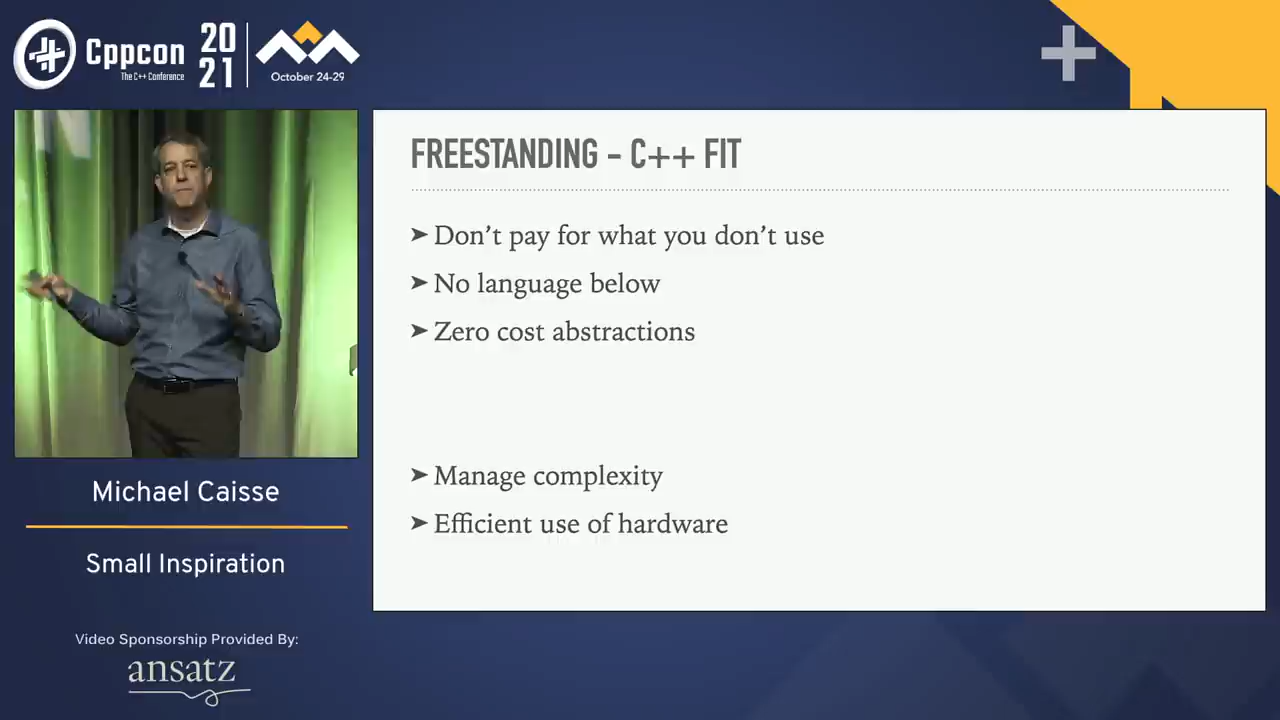 Cppcon
The C++ Conference
20
21
October 24-29
FREESTANDING - C++ FIT
➤ Don’t pay for what you don’t use
➤ No language below
➤ Zero cost abstractions
➤ Manage complexity
➤ Efficient use of hardware
Michael Caisse
Small Inspiration
Video Sponsorship Provided By:
ansatz